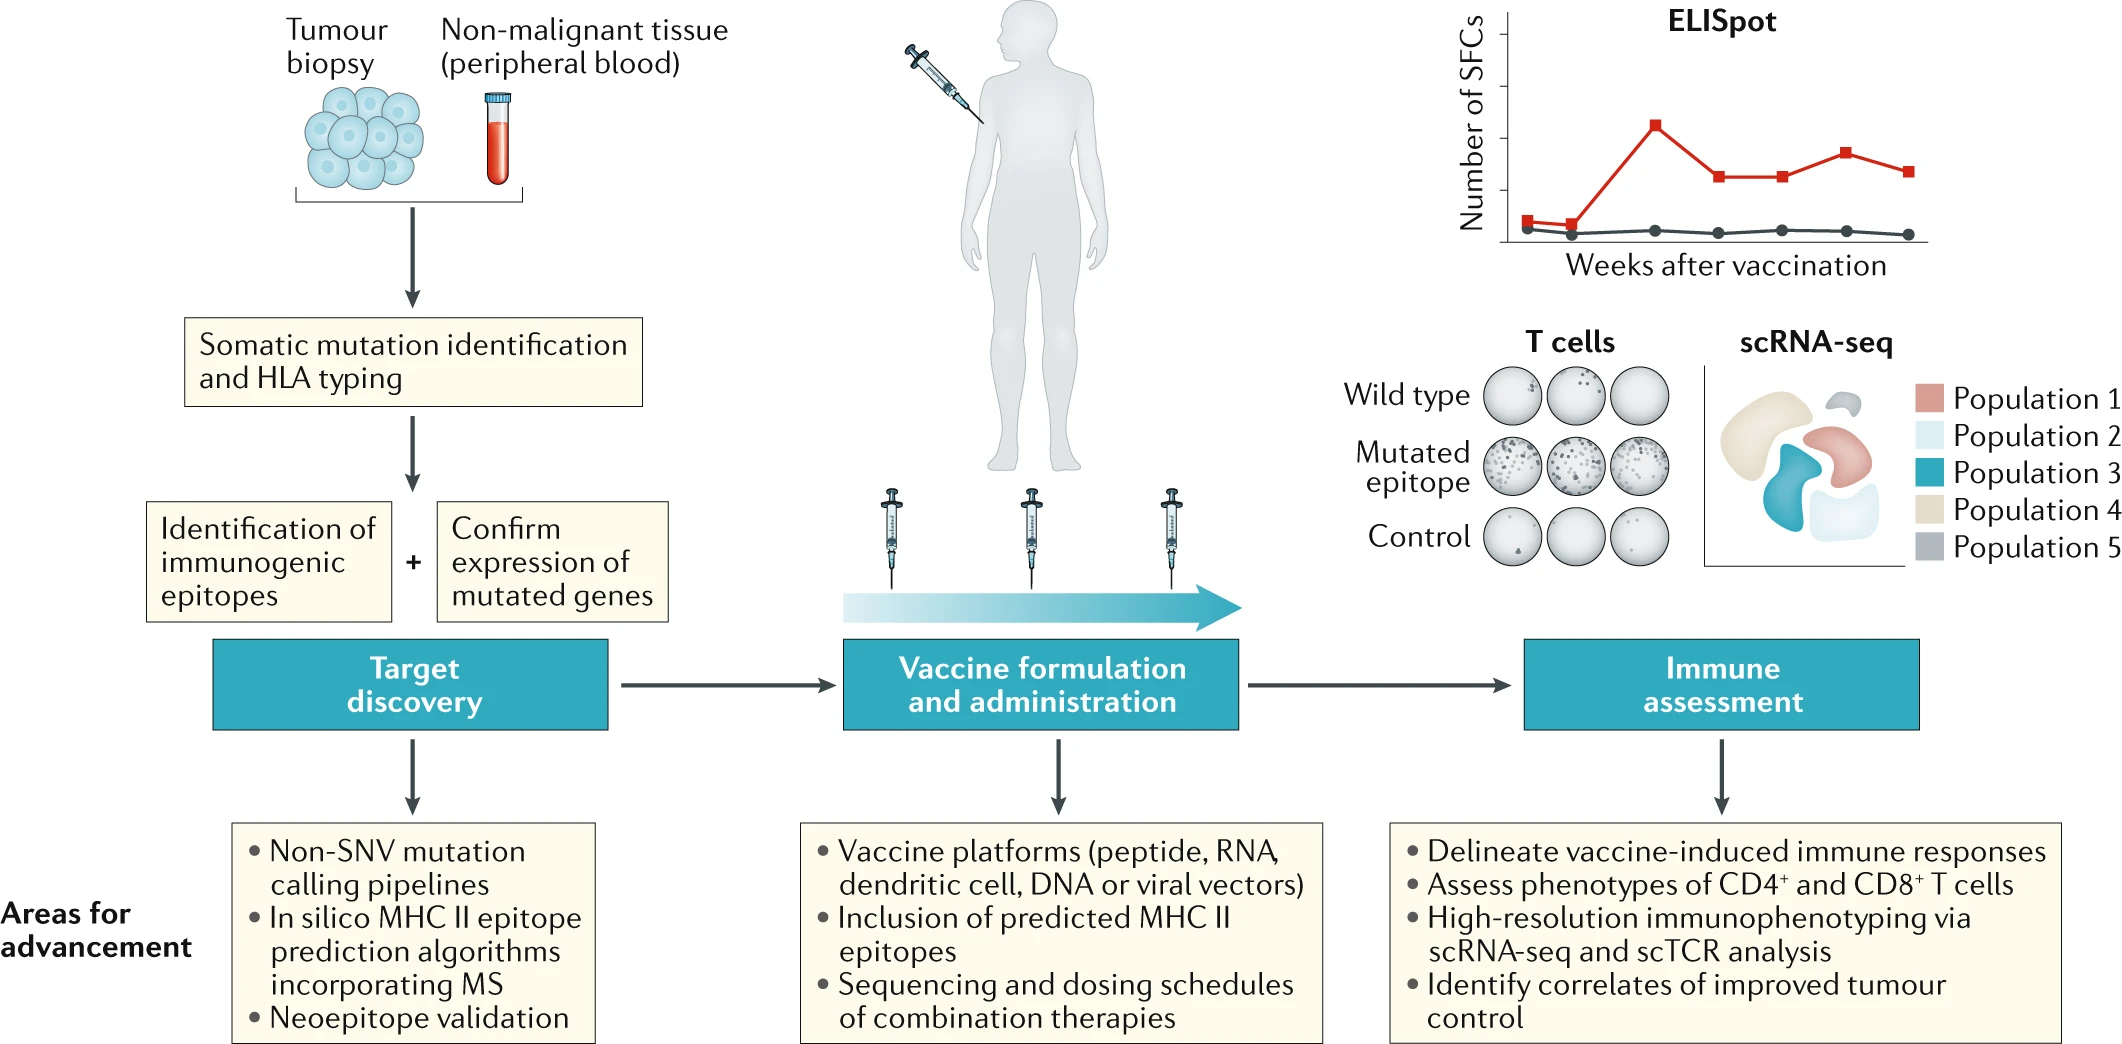 Tumour
biopsy
Non-malignant tissue
(peripheral blood)
Somatic mutation identification
and HLA typing
Identification of
immunogenic
epitopes
+
Confirm
expression of
mutated genes
Target
discovery
Vaccine formulation
and administration
ELISpot
Number of SFCs
Weeks after vaccination
T cells
Wild type
Mutated
epitope
Control
scRNA-seq
Population 1
Population 2
Population 3
Population 4
Population 5
Immune
assessment
Areas for
advancement
• Non-SNV mutation
calling pipelines
• In silico MHC II epitope
prediction algorithms
incorporating MS
• Neoepitope validation
• Vaccine platforms (peptide, RNA,
dendritic cell, DNA or viral vectors)
• Inclusion of predicted MHC II
epitopes
• Sequencing and dosing schedules
of combination therapies
• Delineate vaccine-induced immune responses
• Assess phenotypes of CD4⁺ and CD8⁺ T cells
• High-resolution immunophenotyping via
scRNA-seq and scTCR analysis
• Identify correlates of improved tumour
control